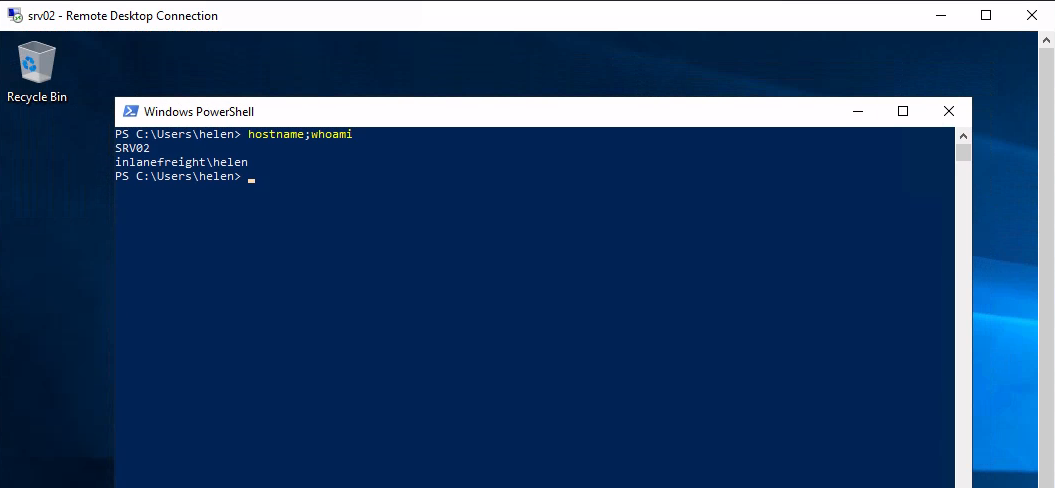 srv02 - Remote Desktop Connection
Recycle Bin
Windows PowerShell
PS C:\Users\helen> hostname;whoami
SRV02
inlanefreight\helen
PS C:\Users\helen>